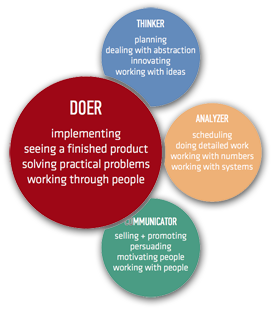 THINKER
planning
dealing with abstraction
innovating
working with ideas
DOER
implementing
seeing a finished product
solving practical problems
working through people
ANALYZER
scheduling
doing detailed work
working with numbers
working with systems
COMMUNICATOR
selling + promoting
persuading
motivating people
working with people